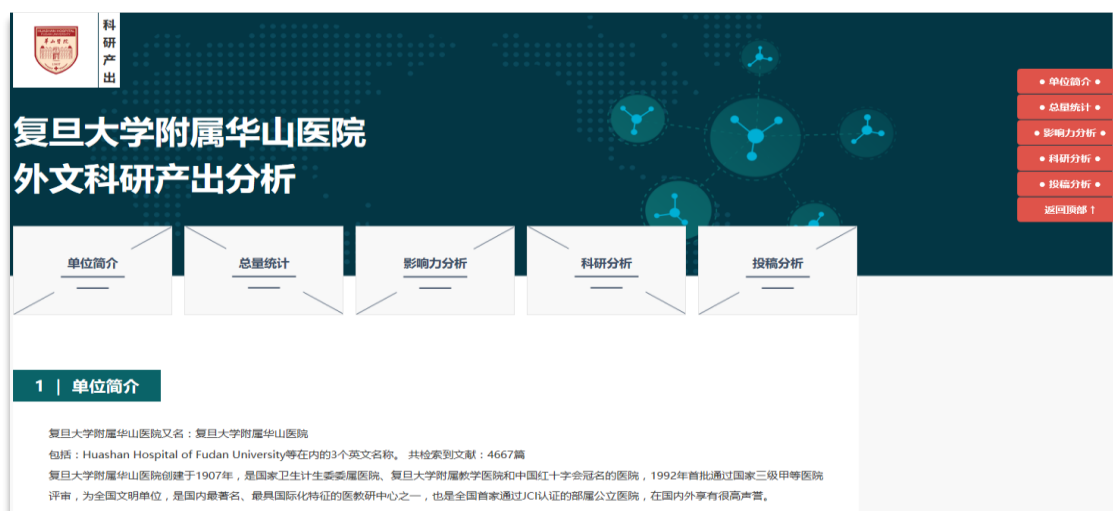 科研产出
华山医院
1907
复旦大学附属华山医院
外文科研产出分析
• 单位简介 •
• 总量统计 •
• 影响力分析 •
• 科研分析 •
• 投稿分析 •
返回顶部 ↑
单位简介
总量统计
影响力分析
科研分析
投稿分析
1 | 单位简介
复旦大学附属华山医院又名：复旦大学附属华山医院
包括：Huashan Hospital of Fudan University等在内的3个英文名称。 共检索到文献：4667篇
复旦大学附属华山医院创建于1907年，是国家卫生计生委委属医院、复旦大学附属教学医院和中国红十字会冠名的医院，1992年首批通过国家三级甲等医院
评审，为全国文明单位，是国内最著名、最具国际化特征的医教研中心之一，也是全国首家通过JCI认证的部属公立医院，在国内外享有很高声誉。